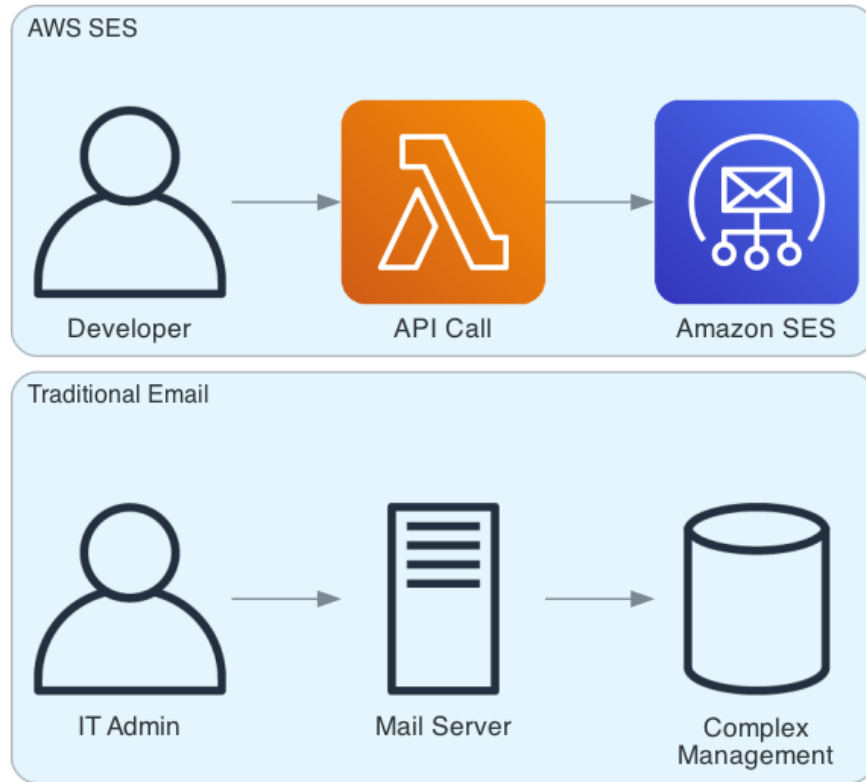 AWS SES
Developer
API Call
Amazon SES
Traditional Email
IT Admin
Mail Server
Complex
Management